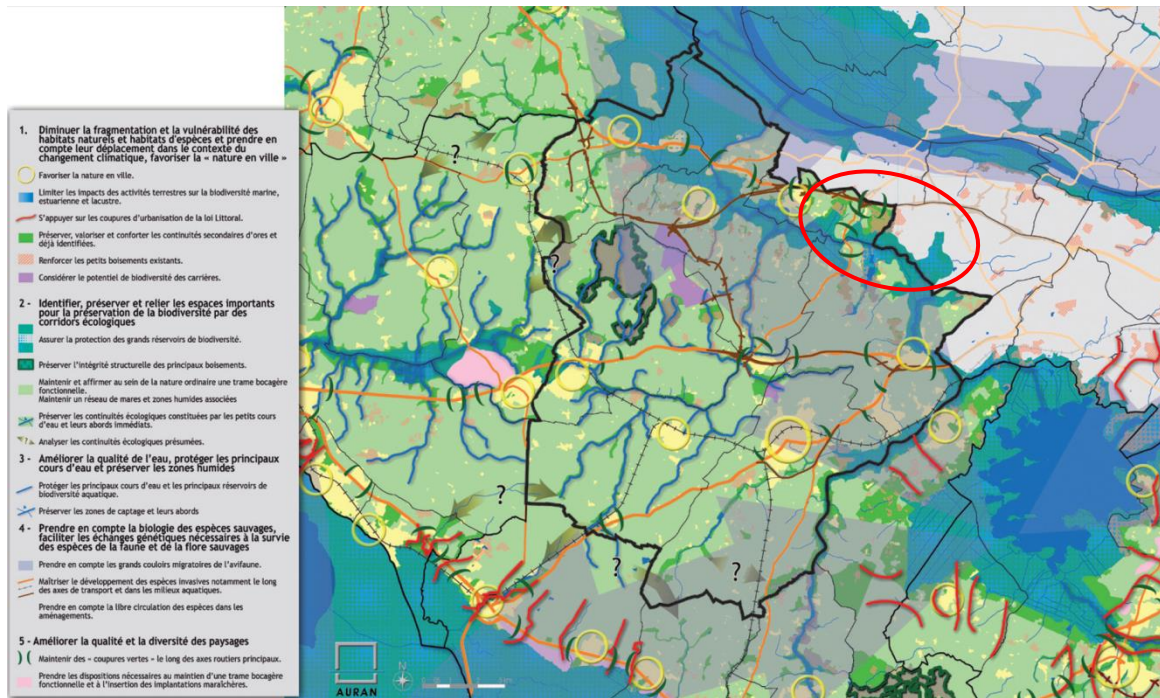 1. Diminuer la fragmentation et la vulnérabilité des
habitats naturels et habitats d'espèces et prendre en
compte leur déplacement dans le contexte du
changement climatique, favoriser la « nature en ville »
Favoriser la nature en ville.
Limiter les impacts des activités terrestres sur la biodiversité marine,
estuarienne et lacustre.
S'appuyer sur les coupures d'urbanisation de la loi Littoral.
Préserver, valoriser et conforter les continuités secondaires d'ores et
déjà identifiées.
Renforcer les petits boisements existants.
Considérer le potentiel de biodiversité des carrières.
2 - Identifier, préserver et relier les espaces importants
pour la préservation de la biodiversité par des
corridors écologiques
Assurer la protection des grands réservoirs de biodiversité.
Préserver l'intégrité structurelle des principaux boisements.
Maintenir et affirmer au sein de la nature ordinaire une trame bocagère
fonctionnelle.
Maintenir un réseau de mares et zones humides associées
Préserver les continuités écologiques constituées par les petits cours
d'eau et leurs abords immédiats.
Analyser les continuités écologiques présumées.
3 - Améliorer la qualité de l'eau, protéger les principaux
cours d'eau et préserver les zones humides
Protéger les principaux cours d'eau et les principaux réservoirs de
biodiversité aquatique.
Préserver les zones de captage et leurs abords
4 - Prendre en compte la biologie des espèces sauvages,
faciliter les échanges génétiques nécessaires à la survie
des espèces de la faune et de la flore sauvages
Prendre en compte les grands couloirs migratoires de l'avifaune.
Maîtriser le développement des espèces invasives notamment le long
des axes de transport et dans les milieux aquatiques.
Prendre en compte la libre circulation des espèces dans les
aménagements.
5 - Améliorer la qualité et la diversité des paysages
Maintenir des « coupures vertes » le long des axes routiers principaux.
Prendre les dispositions nécessaires au maintien d'une trame bocagère
fonctionnelle et à l'insertion des implantations maraîchères.
?
?
?
?
?
?
AURAN
N